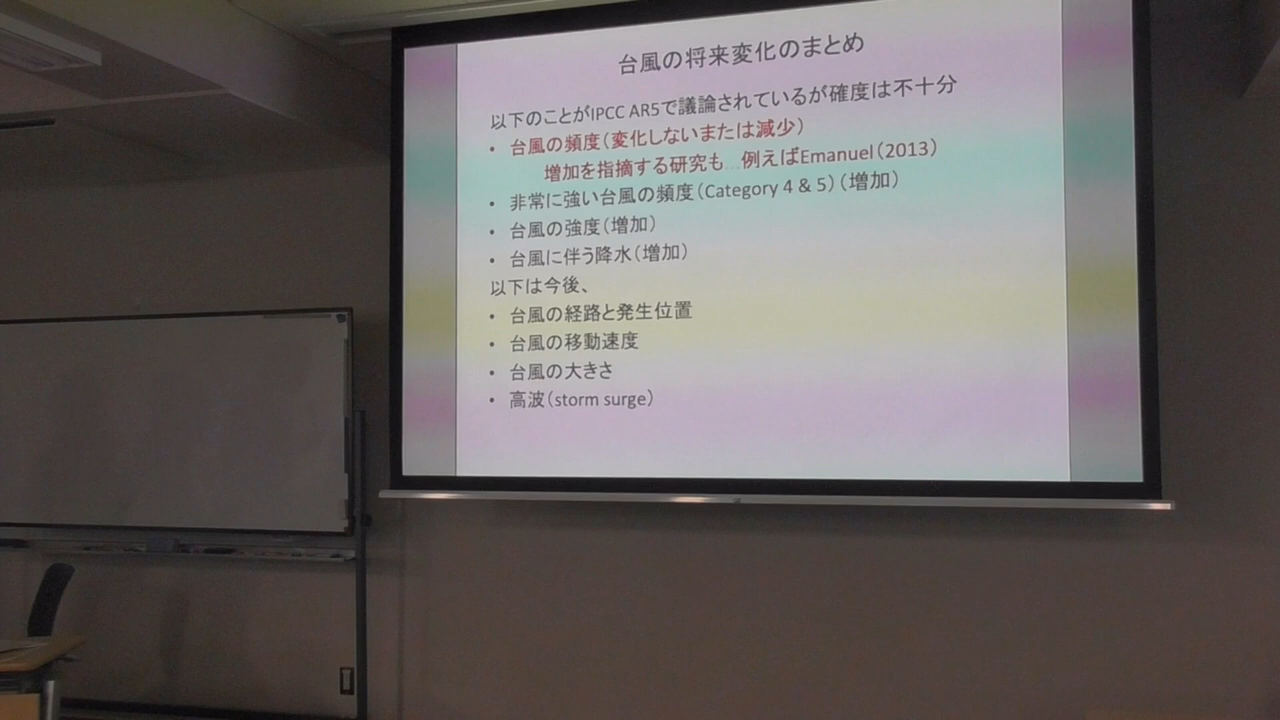 台風の将来変化のまとめ
以下のことがIPCC AR5で議論されているが確度は不十分
• 台風の頻度(変化しないまたは減少)
増加を指摘する研究も…例えばEmanuel(2013)
• 非常に強い台風の頻度(Category 4 & 5)(増加)
• 台風の強度(増加)
• 台風に伴う降水(増加)
以下は今後、
• 台風の経路と発生位置
• 台風の移動速度
• 台風の大きさ
• 高波(storm surge)